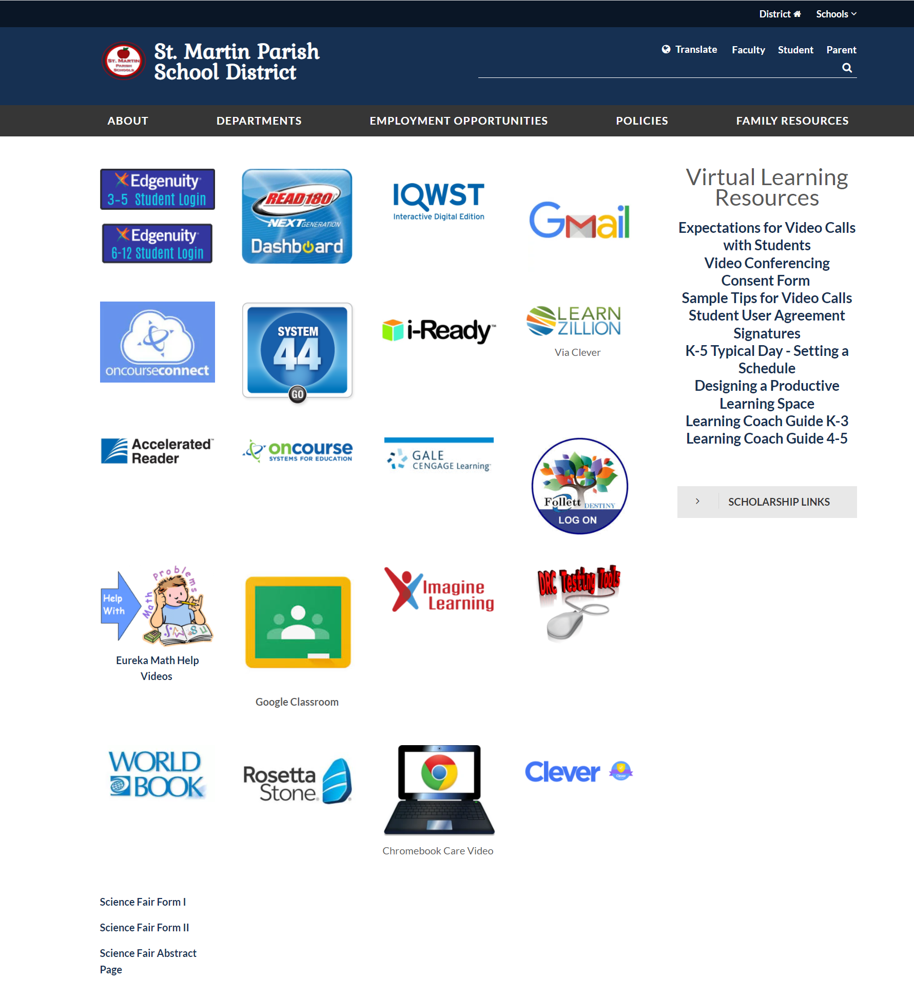 District
Schools
ST. MARTIN
PARISH
SCHOOLS
St. Martin Parish
School District
Translate
Faculty
Student
Parent
ABOUT
DEPARTMENTS
EMPLOYMENT OPPORTUNITIES
POLICIES
FAMILY RESOURCES
Edgenuity
3-5 Student Login
Edgenuity
6-12 Student Login
READ180®
NEXT GENERATION
Dashboard
IQWST
Interactive Digital Edition
Gmail
oncourseconnect
SYSTEM
44
GO
i-Ready™
LEARN
ZILLION
Via Clever
Accelerated™
Reader
oncourse
SYSTEMS FOR EDUCATION
GALE
CENGAGE Learning™
Follett
DESTINY
LOG ON
Help
With
Math Problems
Eureka Math Help
Videos
Google Classroom
Imagine
Learning
DRC Testing Tools
WORLD
BOOK
Rosetta
Stone®
Chromebook Care Video
Clever
Clever
Science Fair Form I
Science Fair Form II
Science Fair Abstract
Page
Virtual Learning
Resources
Expectations for Video Calls
with Students
Video Conferencing
Consent Form
Sample Tips for Video Calls
Student User Agreement
Signatures
K-5 Typical Day - Setting a
Schedule
Designing a Productive
Learning Space
Learning Coach Guide K-3
Learning Coach Guide 4-5
SCHOLARSHIP LINKS